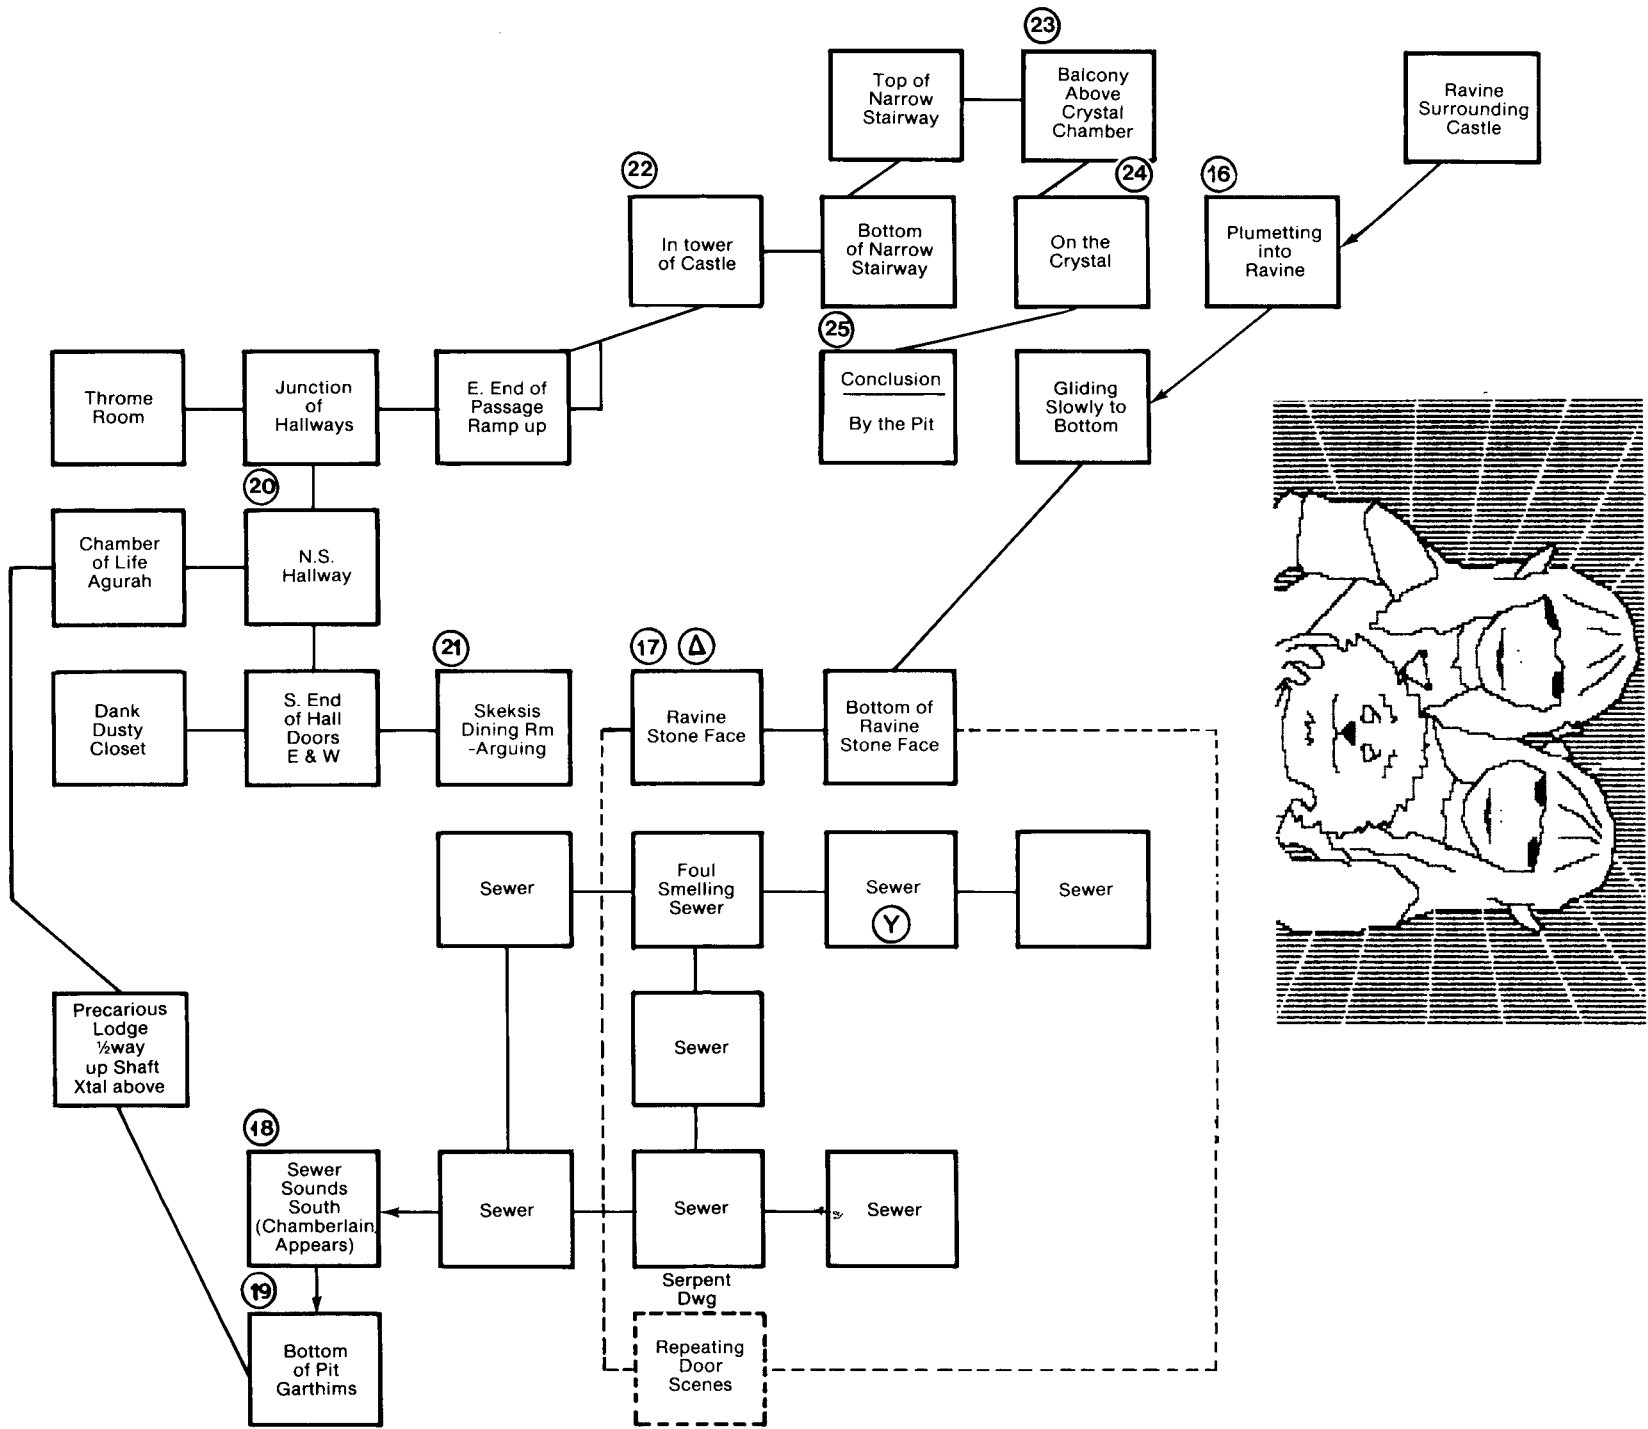 23
Top of
Narrow
Stairway
Balcony
Above
Crystal
Chamber
Ravine
Surrounding
Castle
22
24
16
In tower
of Castle
Bottom
of Narrow
Stairway
On the
Crystal
Plumetting
into
Ravine
25
Throme
Room
Junction
of
Hallways
E. End of
Passage
Ramp up
Conclusion
By the Pit
Gliding
Slowly to
Bottom
20
Chamber
of Life
Agurah
N.S.
Hallway
21
17
Δ
Dank
Dusty
Closet
S. End
of Hall
Doors
E & W
Skeksis
Dining Rm
-Arguing
Ravine
Stone Face
Bottom of
Ravine
Stone Face
Sewer
Foul
Smelling
Sewer
Sewer
Y
Sewer
Precarious
Lodge
½way
up Shaft
Xtal above
Sewer
18
Sewer
Sounds
South
(Chamberlain
Appears)
Sewer
Sewer
Sewer
19
Serpent
Dwg
Bottom
of Pit
Garthims
Repeating
Door
Scenes